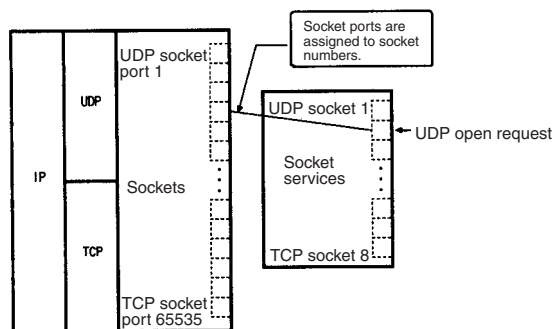 Socket ports are
assigned to socket
numbers.
UDP socket
port 1
UDP
UDP socket 1
UDP open request
IP
Sockets
Socket
services
TCP
TCP socket 8
TCP socket
port 65535